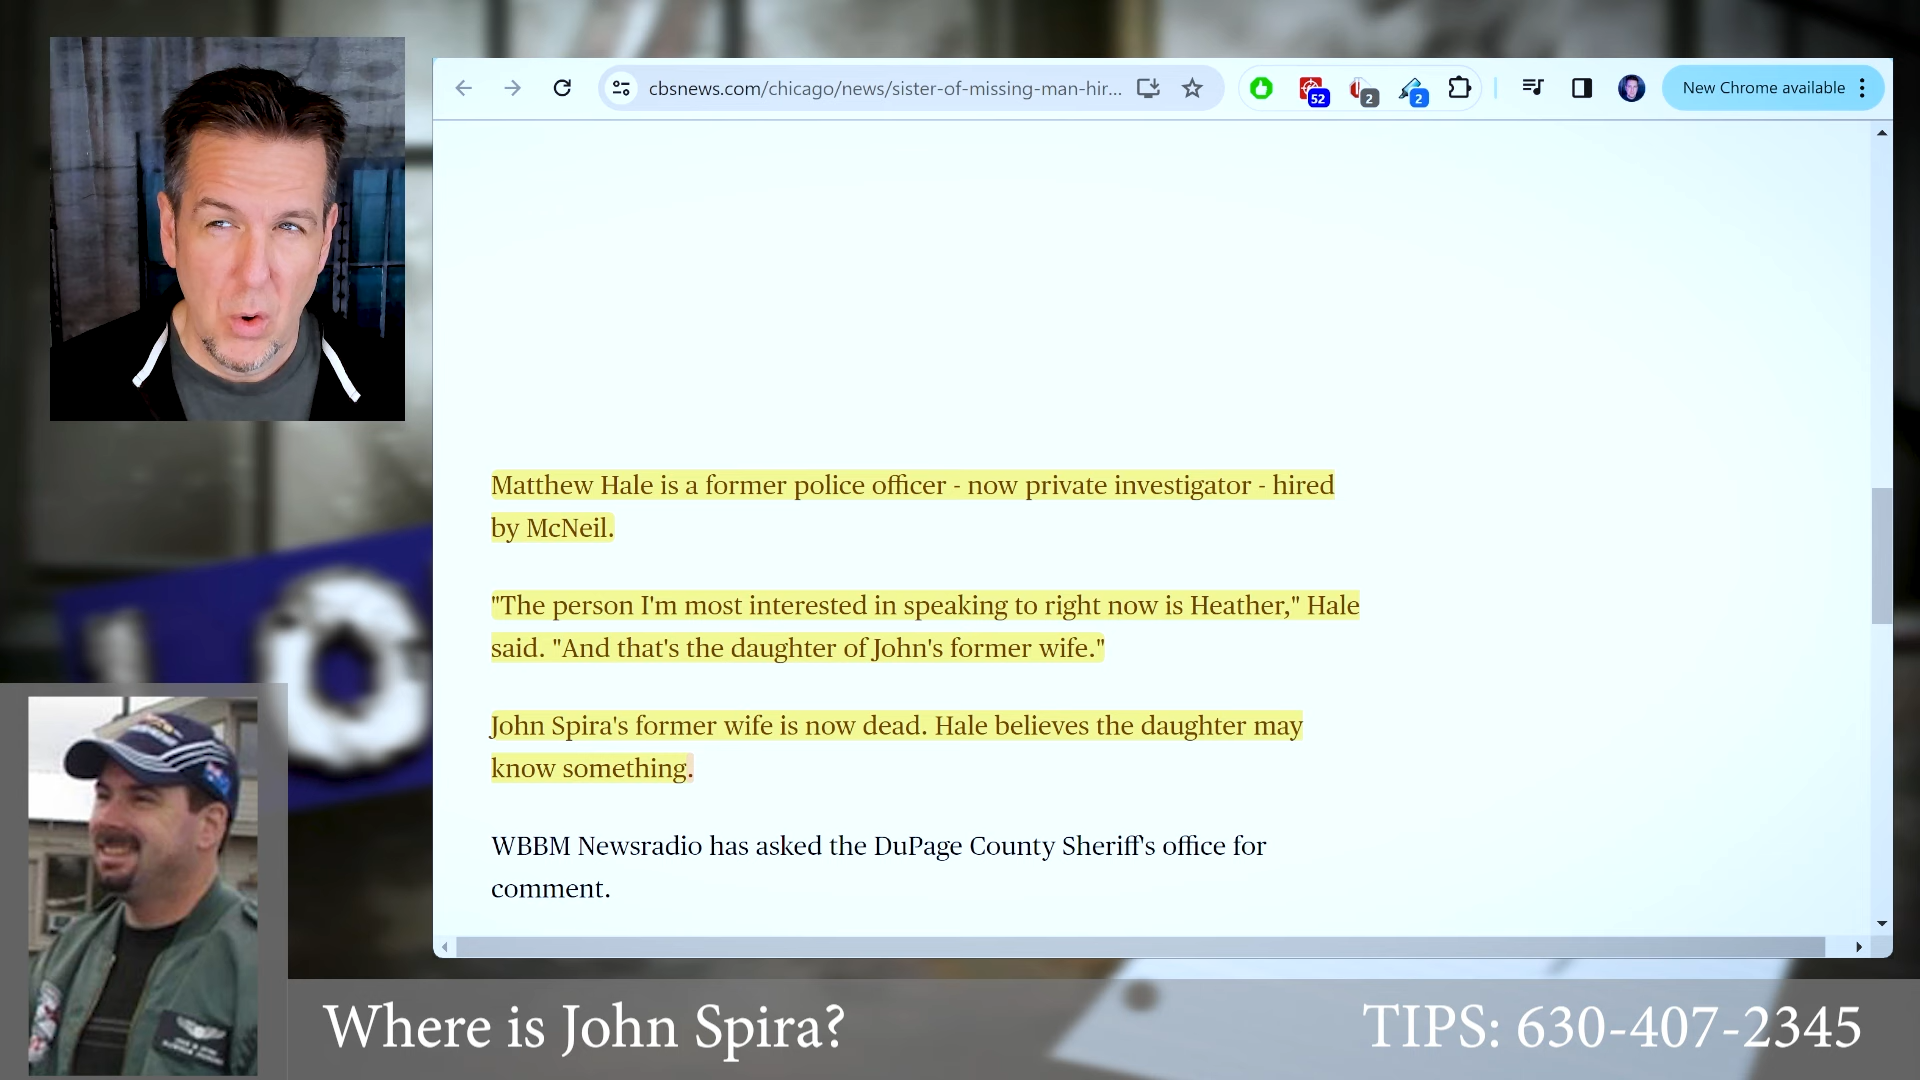 cbsnews.com/chicago/news/sister-of-missing-man-hir...
52
2
2
New Chrome available
Matthew Hale is a former police officer - now private investigator - hired
by McNeil.
"The person I'm most interested in speaking to right now is Heather," Hale
said. "And that's the daughter of John's former wife."
John Spira's former wife is now dead. Hale believes the daughter may
know something.
WBBM Newsradio has asked the DuPage County Sheriff's office for
comment.
Where is John Spira?
TIPS: 630-407-2345